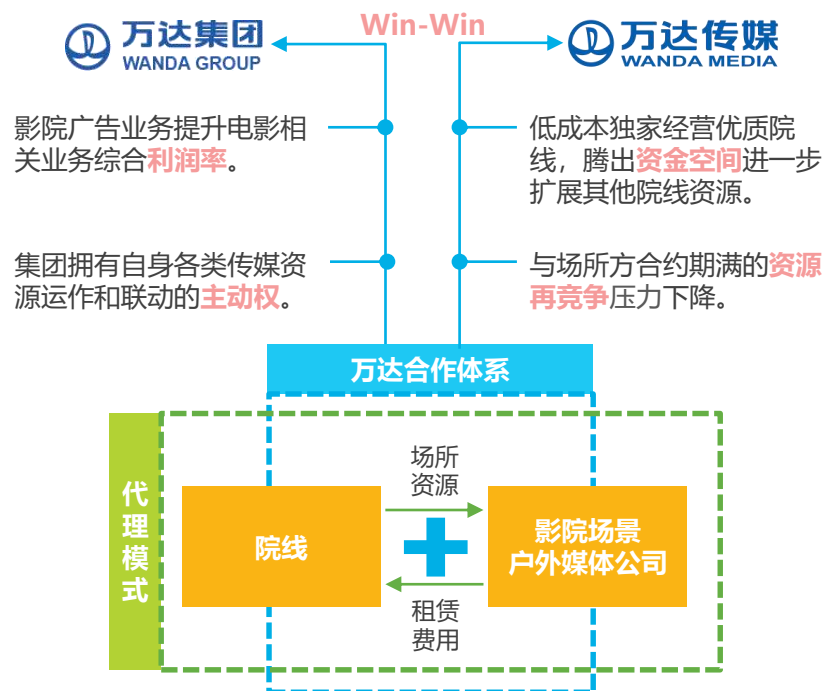 Win-Win
万达集团
WANDA GROUP
万达传媒
WANDA MEDIA
影院广告业务提升电影相
关业务综合利润率。
集团拥有自身各类传媒资
源运作和联动的主动权。
低成本独家经营优质院
线，腾出资金空间进一步
扩展其他院线资源。
与场所方合约期满的资源
再竞争压力下降。
万达合作体系
代理模式
场所
资源
院线
影院场景
户外媒体公司
租赁
费用